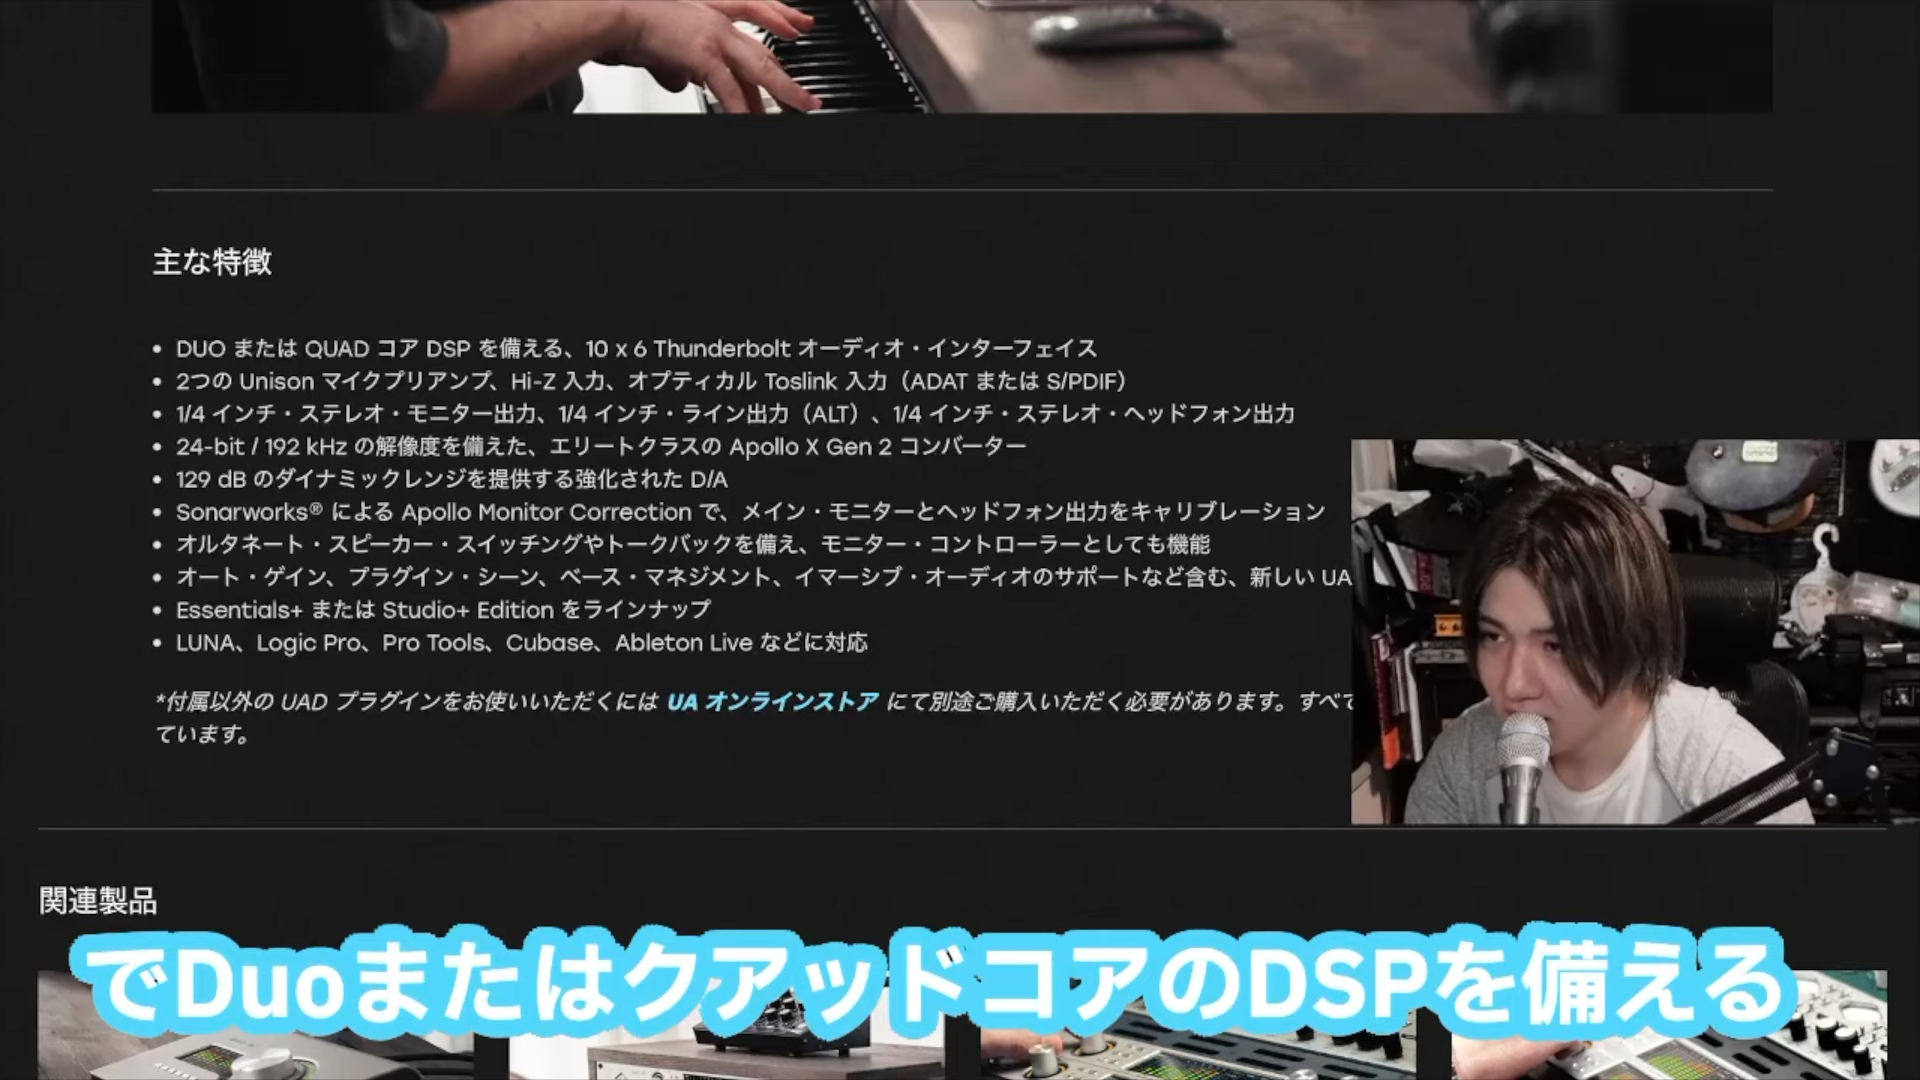 主な特徴
• DUO または QUAD コア DSP を備える、10 x 6 Thunderbolt オーディオ・インターフェイス
• 2つの Unison マイクプリアンプ、Hi-Z 入力、オプティカル Toslink 入力（ADAT または S/PDIF）
• 1/4 インチ・ステレオ・モニター出力、1/4 インチ・ライン出力（ALT）、1/4 インチ・ステレオ・ヘッドフォン出力
• 24-bit / 192 kHz の解像度を備えた、エリートクラスの Apollo X Gen 2 コンバーター
• 129 dB のダイナミックレンジを提供する強化された D/A
• Sonarworks® による Apollo Monitor Correction で、メイン・モニターとヘッドフォン出力をキャリブレーション
• オルタネート・スピーカー・スイッチングやトークバックを備え、モニター・コントローラーとしても機能
• オート・ゲイン、プラグイン・シーン、ベース・マネジメント、イマーシブ・オーディオのサポートなど含む、新しい UA
• Essentials+ または Studio+ Edition をラインナップ
• LUNA、Logic Pro、Pro Tools、Cubase、Ableton Live などに対応
*付属以外の UAD プラグインをお使いいただくには UA オンラインストア にて別途ご購入いただく必要があります。すべて
ています。
関連製品
でDuoまたはクアッドコアのDSPを備える